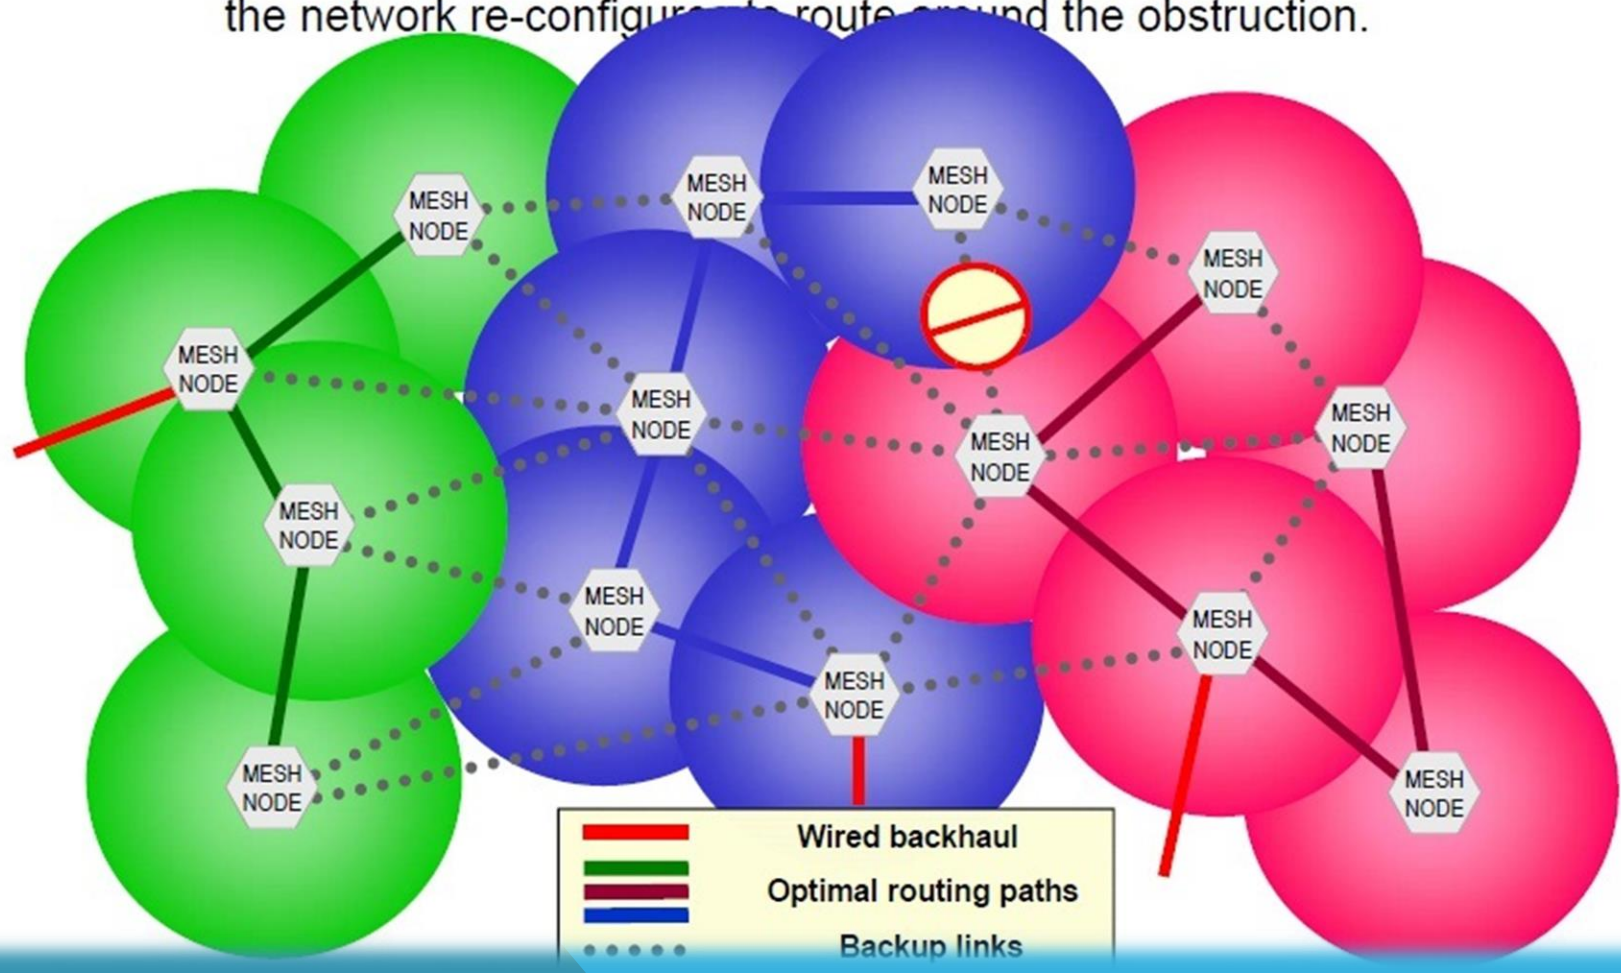 the network re-configures to route around the obstruction.
MESH
NODE
MESH
NODE
MESH
NODE
MESH
NODE
MESH
NODE
MESH
NODE
MESH
NODE
MESH
NODE
MESH
NODE
MESH
NODE
MESH
NODE
MESH
NODE
MESH
NODE
MESH
NODE
Wired backhaul
Optimal routing paths
Backup links